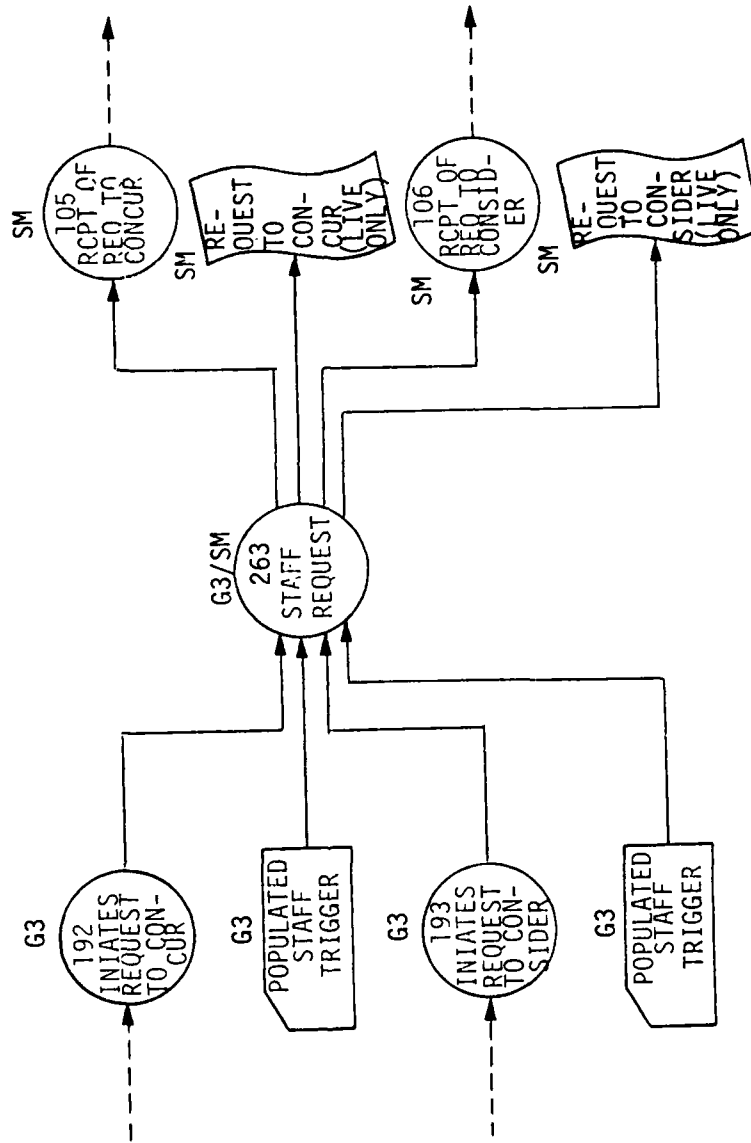 G3
192
INIATES
REQUEST
TO CON-
CUR
G3
POPULATED
STAFF
TRIGGER
G3
193
INIATES
REQUEST
TO CON-
SIDER
G3
POPULATED
STAFF
TRIGGER
G3/SM
263
STAFF
REQUEST
SM
105
RCPT OF
REQ TO
CONCUR
SM
RE-
QUEST
TO
CON-
CUR
(LIVE
ONLY)
SM
106
RCPT OF
REQ TO
CONSID-
ER
SM
RE-
QUEST
TO
CON-
SIDER
(LIVE
ONLY)